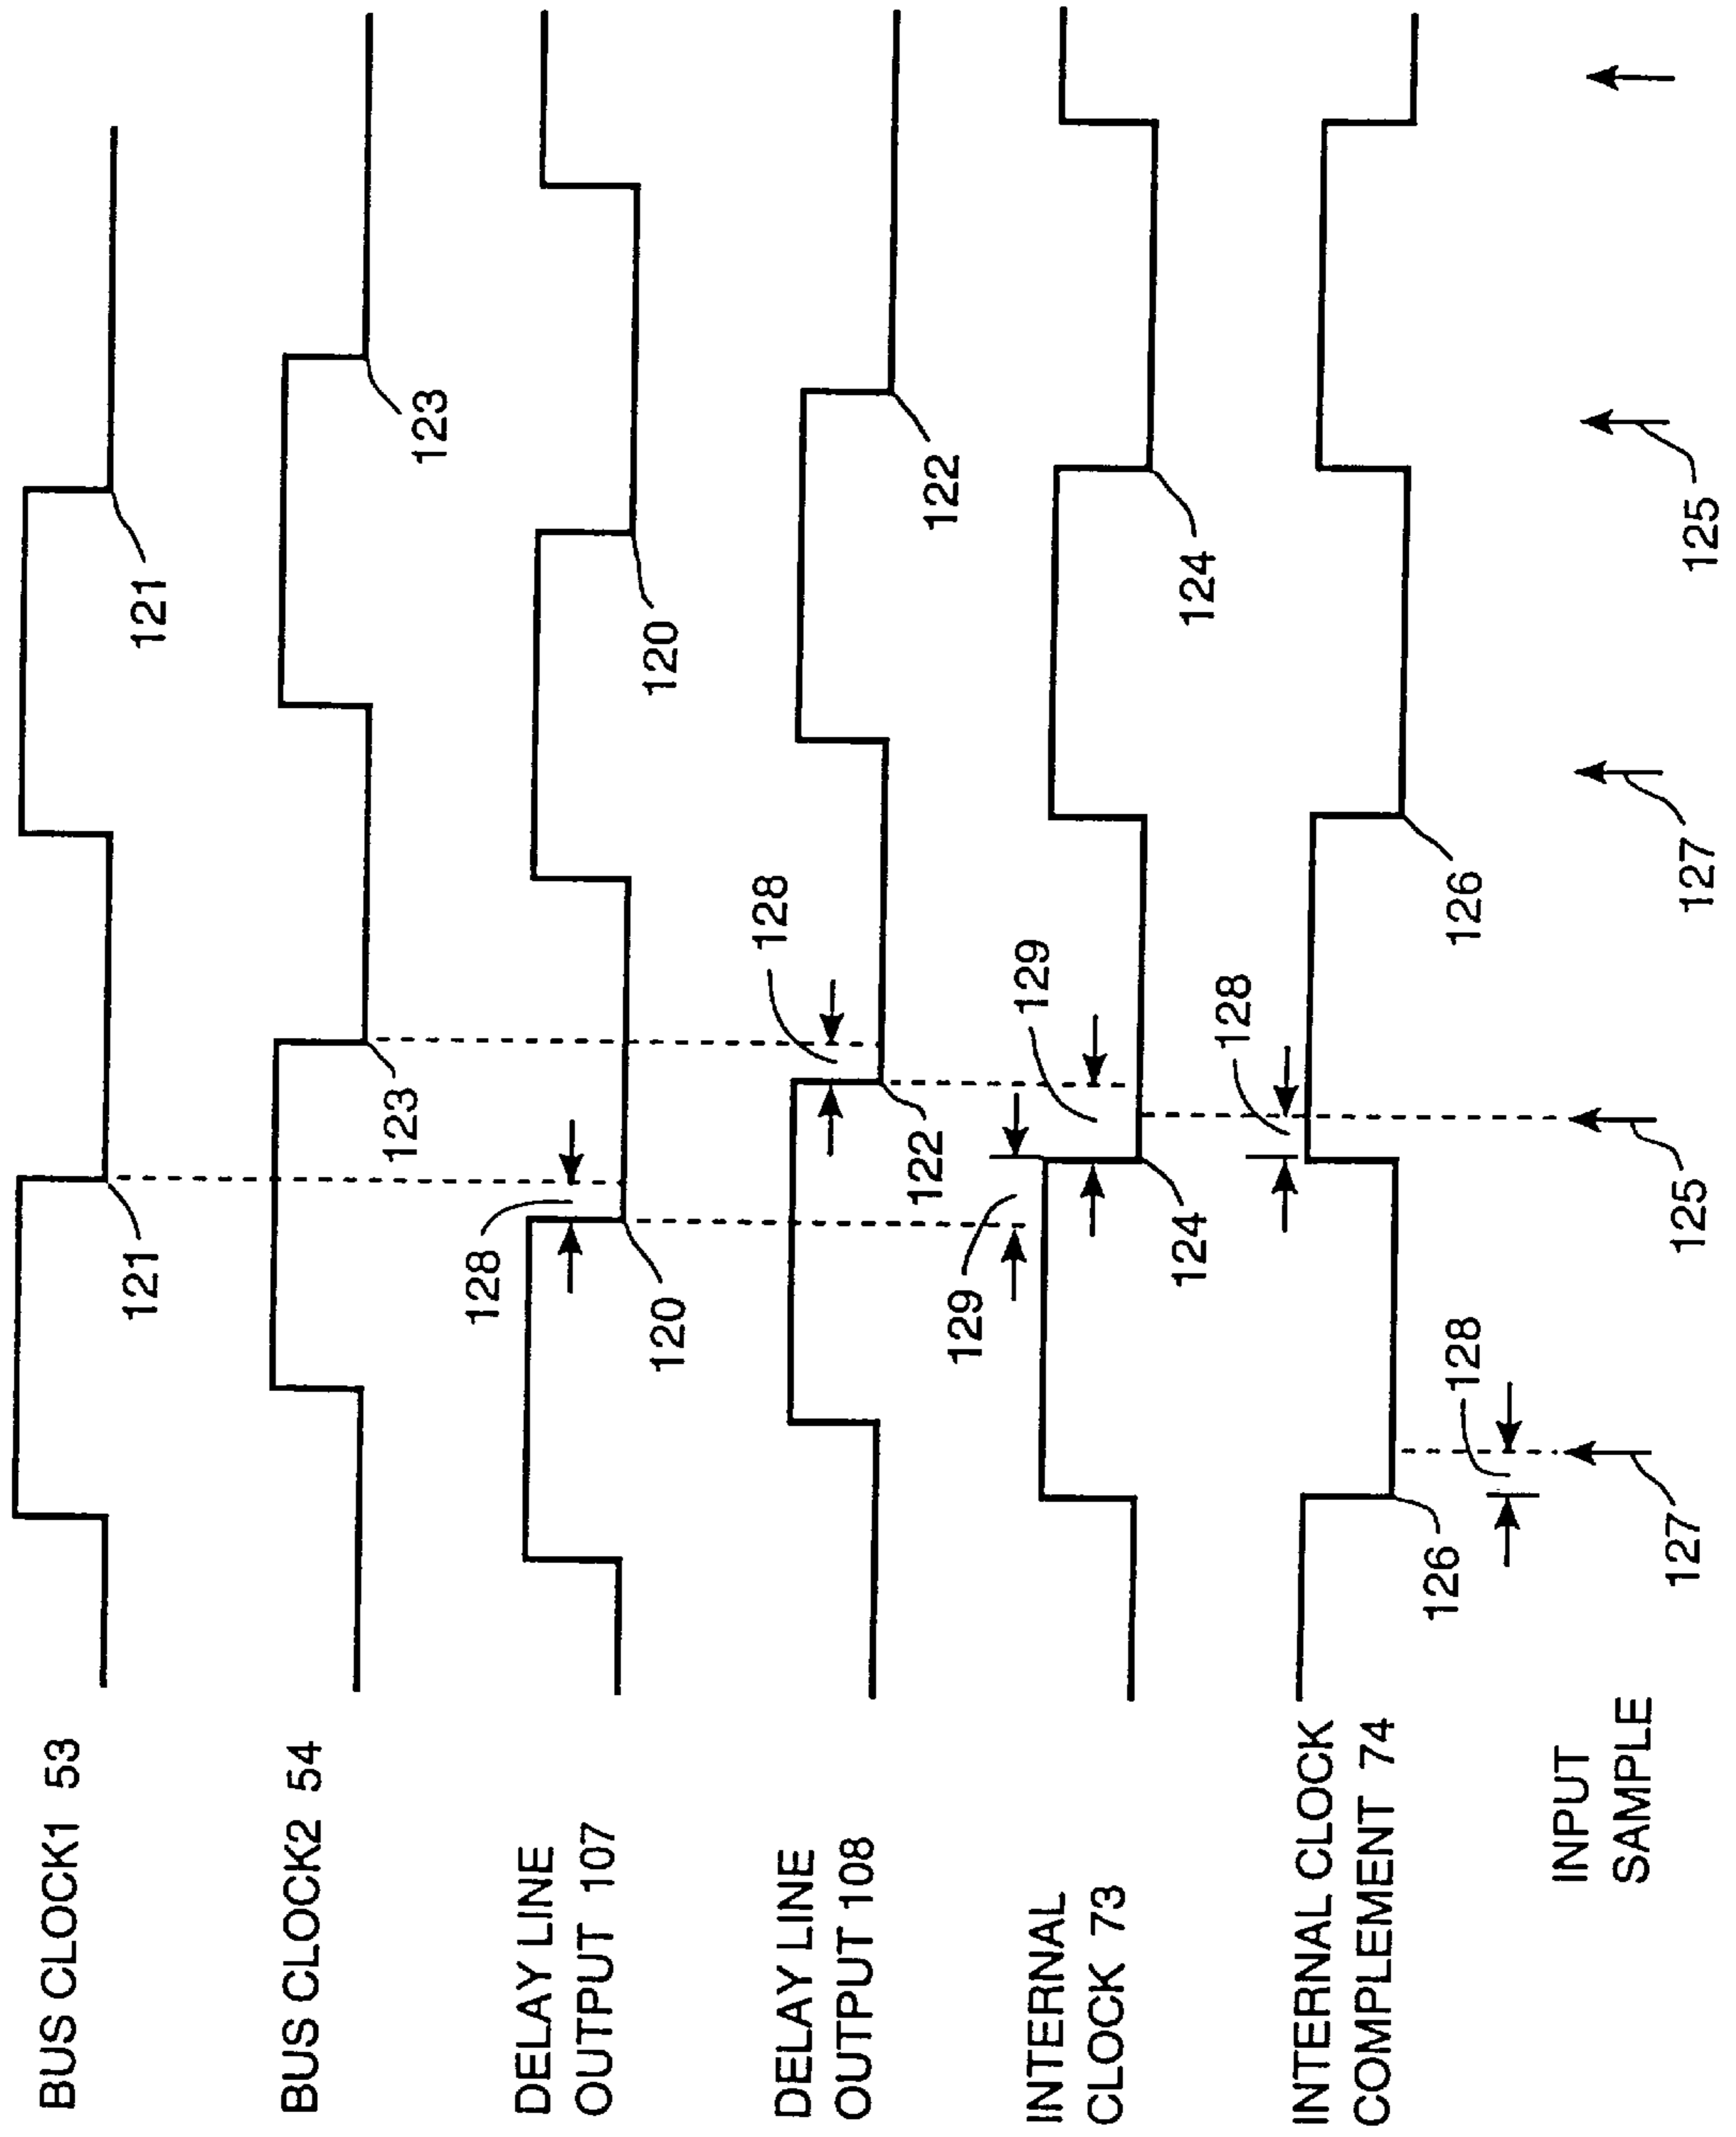 BUS CLOCK1 53
121
121
BUS CLOCK2 54
123
123
DELAY LINE
OUTPUT 107
128
120
120
DELAY LINE
OUTPUT 108
128
122
122
INTERNAL
CLOCK 73
129
129
124
124
INTERNAL CLOCK
COMPLEMENT 74
128
126
126
128
INPUT
SAMPLE
127
125
127
125